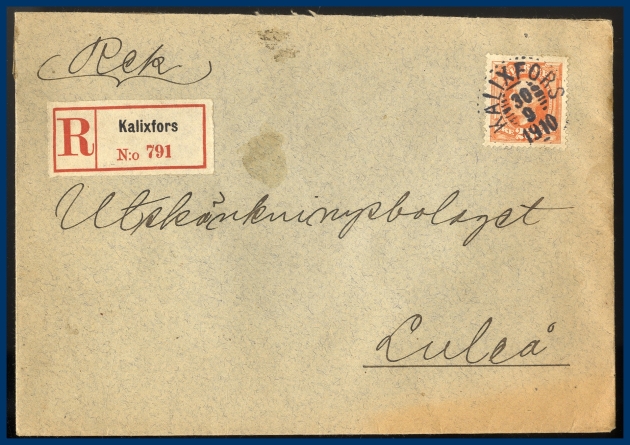 Rek
KALIXFORS
30
9
1910
R
Kalixfors
N:o 791
Utskänkningsbolaget
Luleå